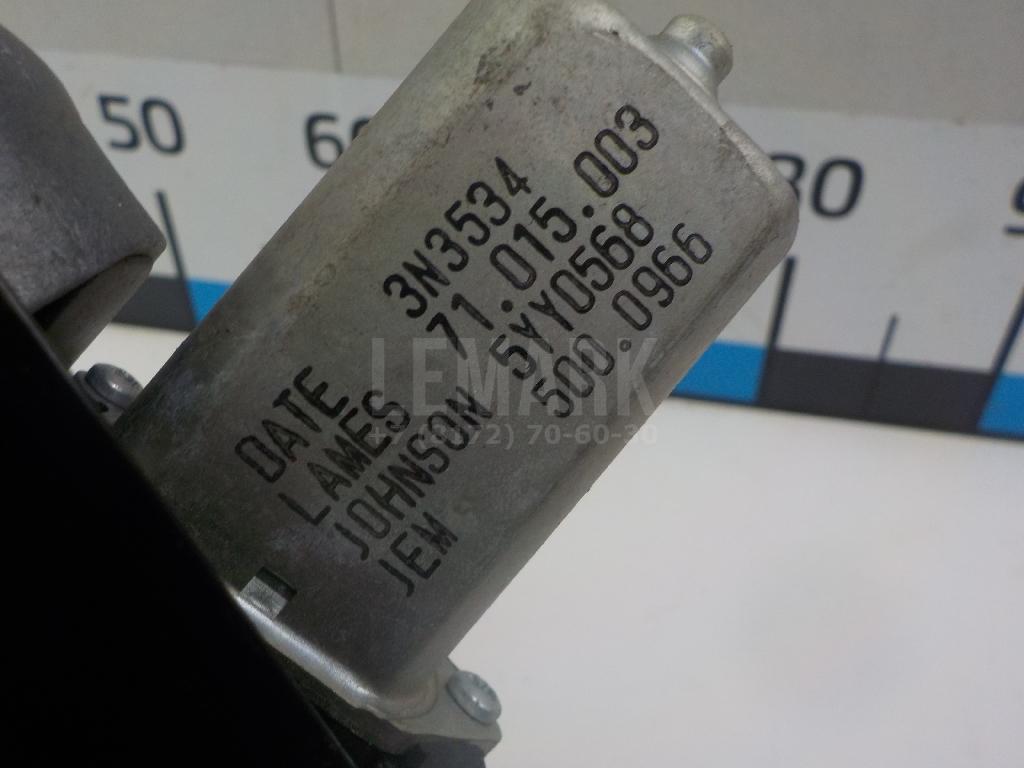 50 60 80
DATE 3N3534
LAMES 71.015.003
JOHNSON 5YY0568
JEM 500.0966
LEMARK